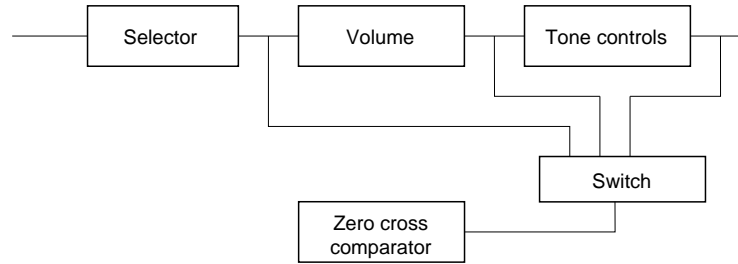 Selector
Volume
Tone controls
Switch
Zero cross
comparator